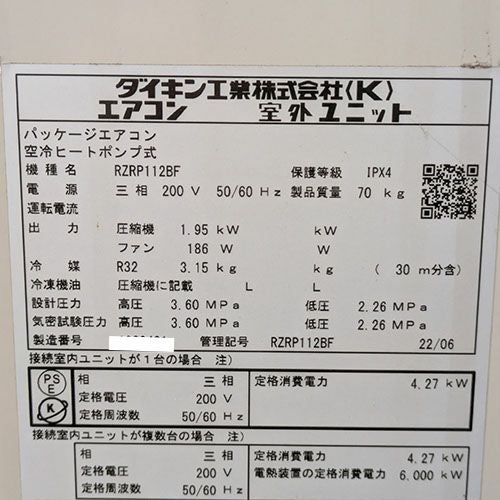 ダイキン工業株式会社〈K〉
エアコン 室外ユニット
パッケージエアコン
空冷ヒートポンプ式
機種名 RZRP112BF 保護等級 IPX4
電源 三相 200 V 50/60 Hz 製品質量 70 kg
運転電流
出力 圧縮機 1.95 kW kW
ファン 186 W W
冷媒 R32 3.15 kg kg ( 30 m分含)
冷凍機油 圧縮機に記載 L L
設計圧力 高圧 3.60 MPa 低圧 2.26 MPa
気密試験圧力 高圧 3.60 MPa 低圧 2.26 MPa
製造番号 管理記号 RZRP112BF 22/06
接続室内ユニットが1台の場合 注)
PS
E
K
相 三相 定格消費電力 4.27 kW
定格電圧 200 V
定格周波数 50/60 Hz
接続室内ユニットが複数台の場合 注)
相 三相 定格消費電力 4.27 kW
定格電圧 200 V 電熱装置の定格消費電力 6.000 kW
定格周波数 50/60 Hz